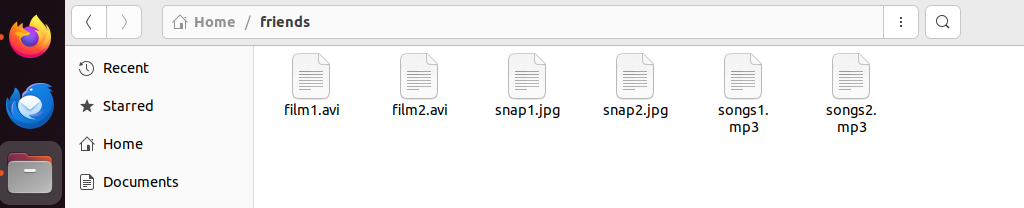 Home / friends
Recent
Starred
Home
Documents
film1.avi
film2.avi
snap1.jpg
snap2.jpg
songs1.
mp3
songs2.
mp3